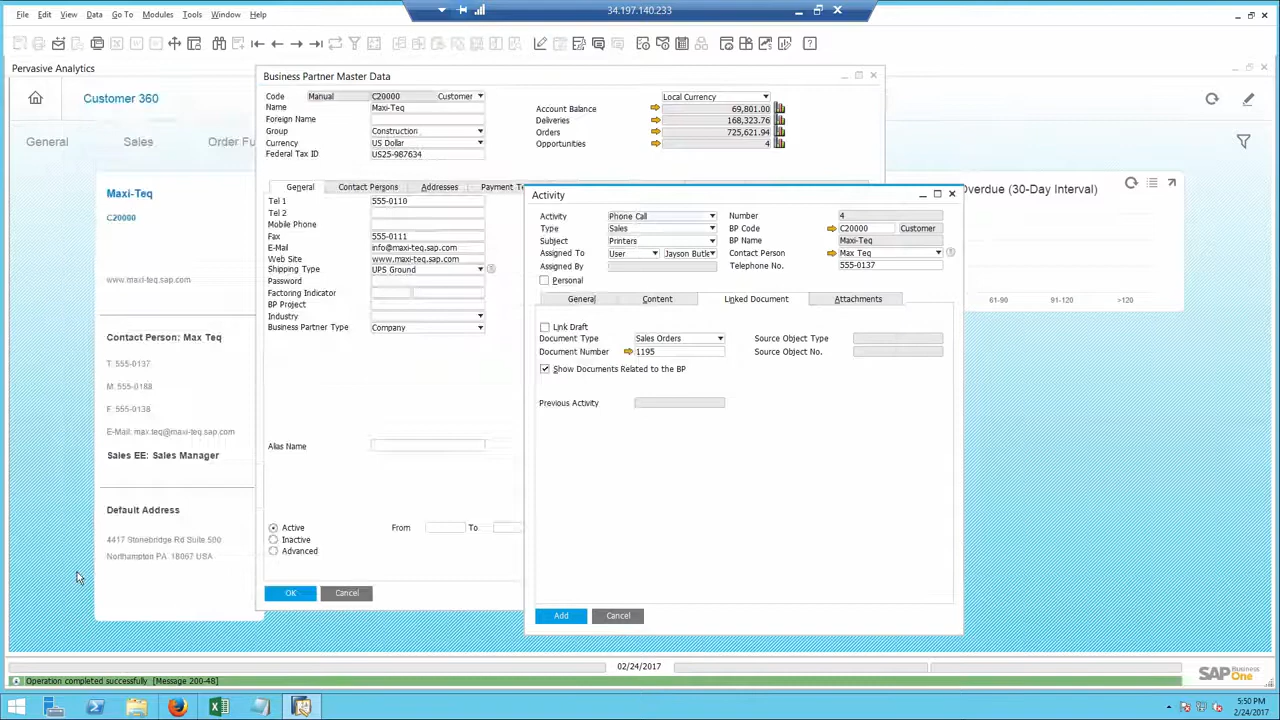 34.197.140.233
File Edit View Data Go To Modules Tools Window Help
Pervasive Analytics
Customer 360
General Sales Order Fu
Maxi-Teq
C20000
www.maxi-teq.sap.com
Contact Person: Max Teq
T: 555-0137
M: 555-0188
F: 555-0138
E-Mail: max.teq@maxi-teq.sap.com
Sales EE: Sales Manager
Default Address
4417 Stonebridge Rd Suite 500
Northampton PA 18067 USA
Business Partner Master Data
Code Manual C20000 Customer
Name Maxi-Teq
Foreign Name
Group Construction
Currency US Dollar
Federal Tax ID US25-987634
Local Currency
Account Balance 69,801.00
Deliveries 168,323.76
Orders 725,621.94
Opportunities 4
General Contact Persons Addresses Payment Te
Tel 1 555-0110
Tel 2
Mobile Phone
Fax 555-0111
E-Mail info@maxi-teq.sap.com
Web Site www.maxi-teq.sap.com
Shipping Type UPS Ground
Password
Factoring Indicator
BP Project
Industry
Business Partner Type Company
Alias Name
Active From To
Inactive
Advanced
OK Cancel
Activity
Activity Phone Call Number 4
Type Sales BP Code C20000 Customer
Subject Printers BP Name Maxi-Teq
Assigned To User Jayson Butle Contact Person Max Teq
Assigned By Telephone No. 555-0137
Personal
General Content Linked Document Attachments
Link Draft
Document Type Sales Orders Source Object Type
Document Number 1195 Source Object No.
Show Documents Related to the BP
Previous Activity
Add Cancel
Overdue (30-Day Interval)
61-90 91-120 >120
02/24/2017
Operation completed successfully [Message 200-48]
SAP Business One
5:50 PM
2/24/2017